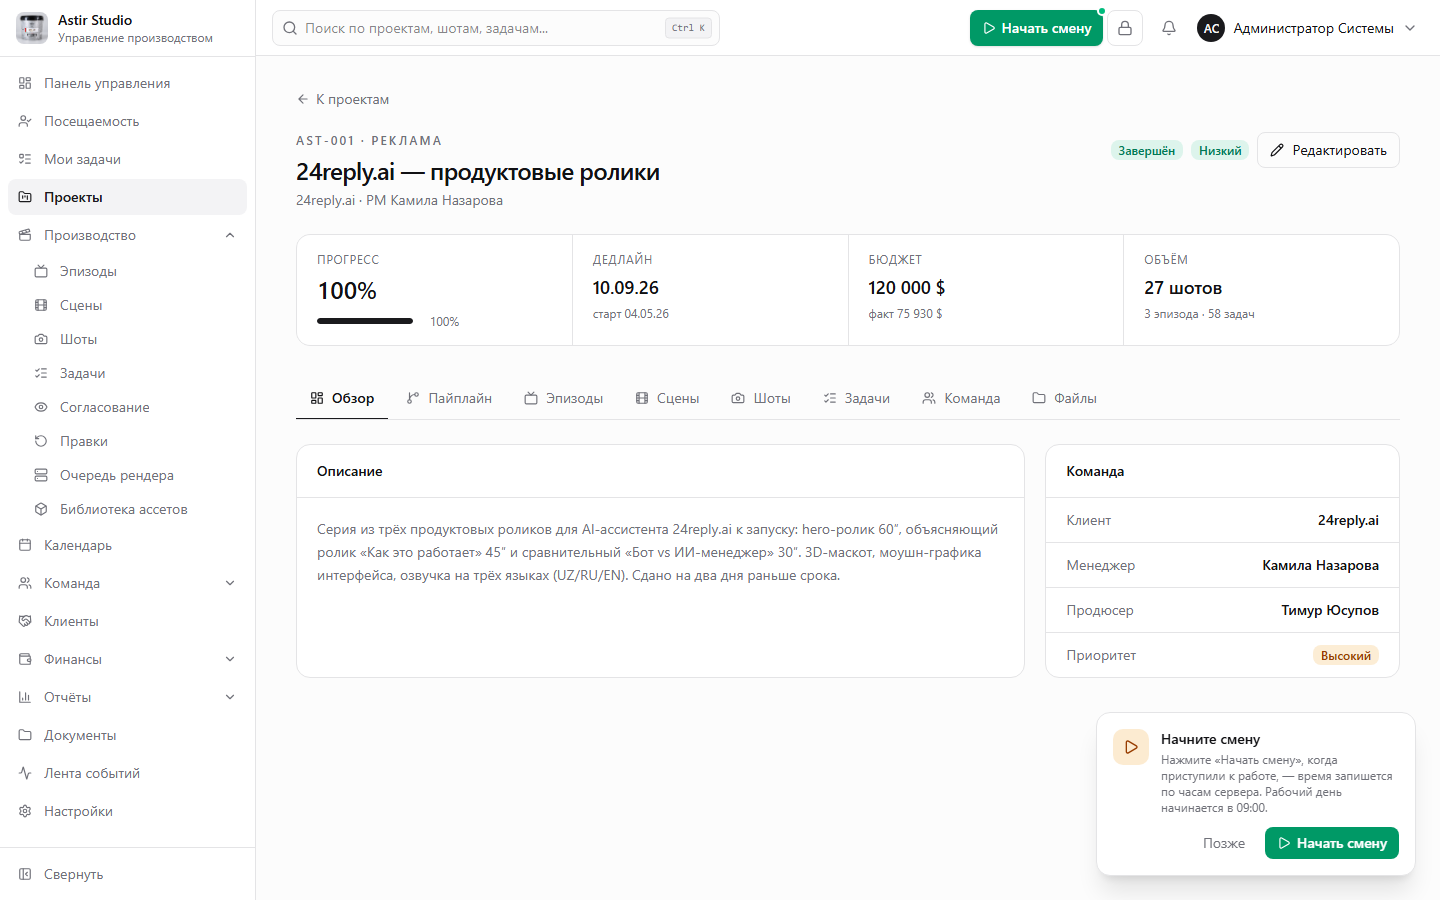 Astir Studio
Управление производством
Поиск по проектам, шотам, задачам...
Ctrl K
Начать смену
АС
Администратор Системы
Панель управления
Посещаемость
Мои задачи
Проекты
Производство
Эпизоды
Сцены
Шоты
Задачи
Согласование
Правки
Очередь рендера
Библиотека ассетов
Календарь
Команда
Клиенты
Финансы
Отчёты
Документы
Лента событий
Настройки
Свернуть
К проектам
AST-001 · РЕКЛАМА
24reply.ai — продуктовые ролики
24reply.ai · PM Камила Назарова
Завершён
Низкий
Редактировать
ПРОГРЕСС
100%
100%
ДЕДЛАЙН
10.09.26
старт 04.05.26
БЮДЖЕТ
120 000 $
факт 75 930 $
ОБЪЁМ
27 шотов
3 эпизода · 58 задач
Обзор
Пайплайн
Эпизоды
Сцены
Шоты
Задачи
Команда
Файлы
Описание
Серия из трёх продуктовых роликов для AI-ассистента 24reply.ai к запуску: hero-ролик 60″, объясняющий
ролик «Как это работает» 45″ и сравнительный «Бот vs ИИ-менеджер» 30″. 3D-маскот, моушн-графика
интерфейса, озвучка на трёх языках (UZ/RU/EN). Сдано на два дня раньше срока.
Команда
Клиент
24reply.ai
Менеджер
Камила Назарова
Продюсер
Тимур Юсупов
Приоритет
Высокий
Начните смену
Нажмите «Начать смену», когда
приступили к работе, — время запишется
по часам сервера. Рабочий день
начинается в 09:00.
Позже
Начать смену